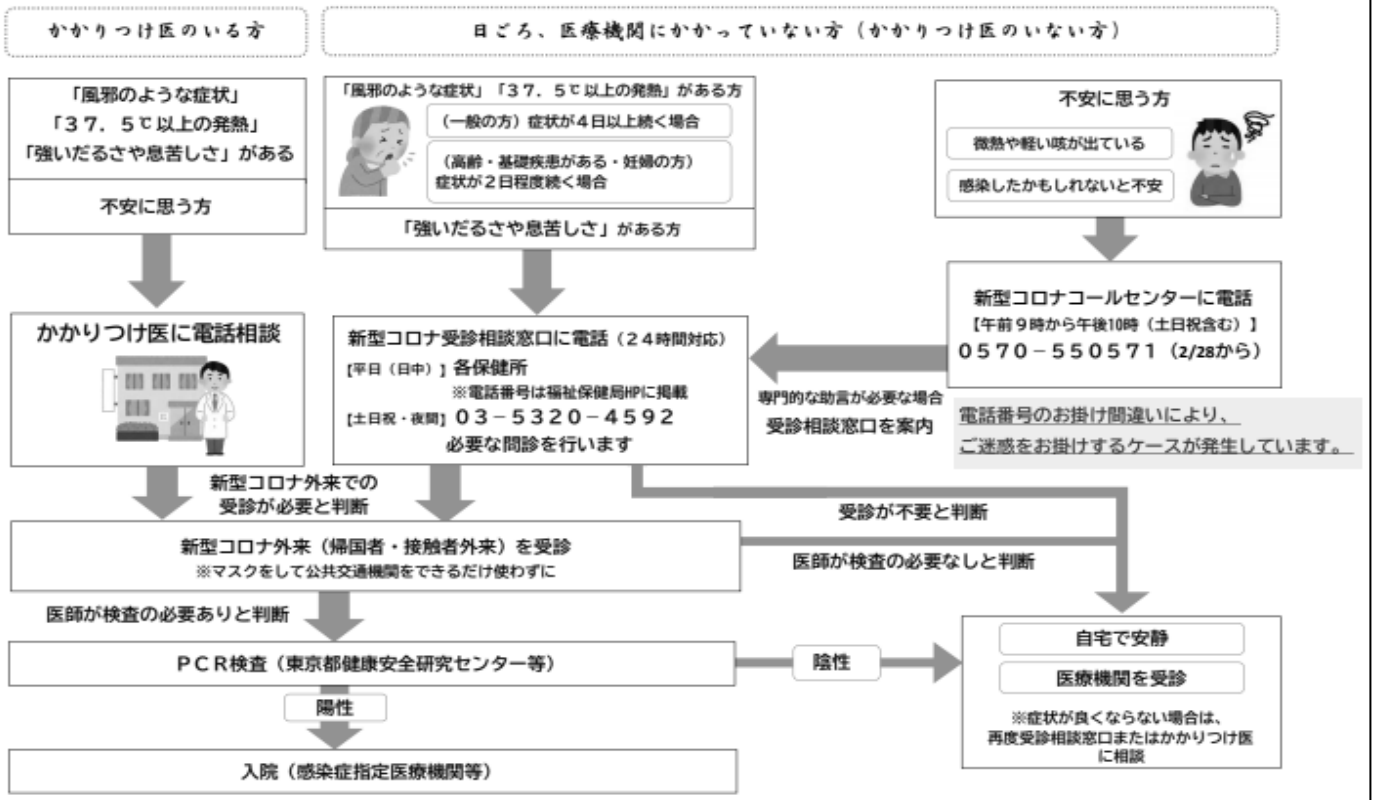 かかりつけ医のいる方
日ごろ、医療機関にかかっていない方（かかりつけ医のいない方）
「風邪のような症状」
「３７．５℃以上の発熱」
「強いだるさや息苦しさ」がある
不安に思う方
「風邪のような症状」「３７．５℃以上の発熱」がある方
（一般の方）症状が４日以上続く場合
（高齢・基礎疾患がある・妊婦の方）
症状が２日程度続く場合
「強いだるさや息苦しさ」がある方
不安に思う方
微熱や軽い咳が出ている
感染したかもしれないと不安
かかりつけ医に電話相談
新型コロナ受診相談窓口に電話（２４時間対応）
【平日（日中）】各保健所
※電話番号は福祉保健局HPに掲載
【土日祝・夜間】０３－５３２０－４５９２
必要な問診を行います
新型コロナコールセンターに電話
【午前９時から午後10時（土日祝含む）】
０５７０－５５０５７１（2/28から）
専門的な助言が必要な場合
受診相談窓口を案内
電話番号のお掛け間違いにより、
ご迷惑をお掛けするケースが発生しています。
新型コロナ外来での
受診が必要と判断
受診が不要と判断
新型コロナ外来（帰国者・接触者外来）を受診
※マスクをして公共交通機関をできるだけ使わずに
医師が検査の必要なしと判断
医師が検査の必要ありと判断
ＰＣＲ検査（東京都健康安全研究センター等）
陰性
自宅で安静
医療機関を受診
※症状が良くならない場合は、
再度受診相談窓口またはかかりつけ医
に相談
陽性
入院（感染症指定医療機関等）